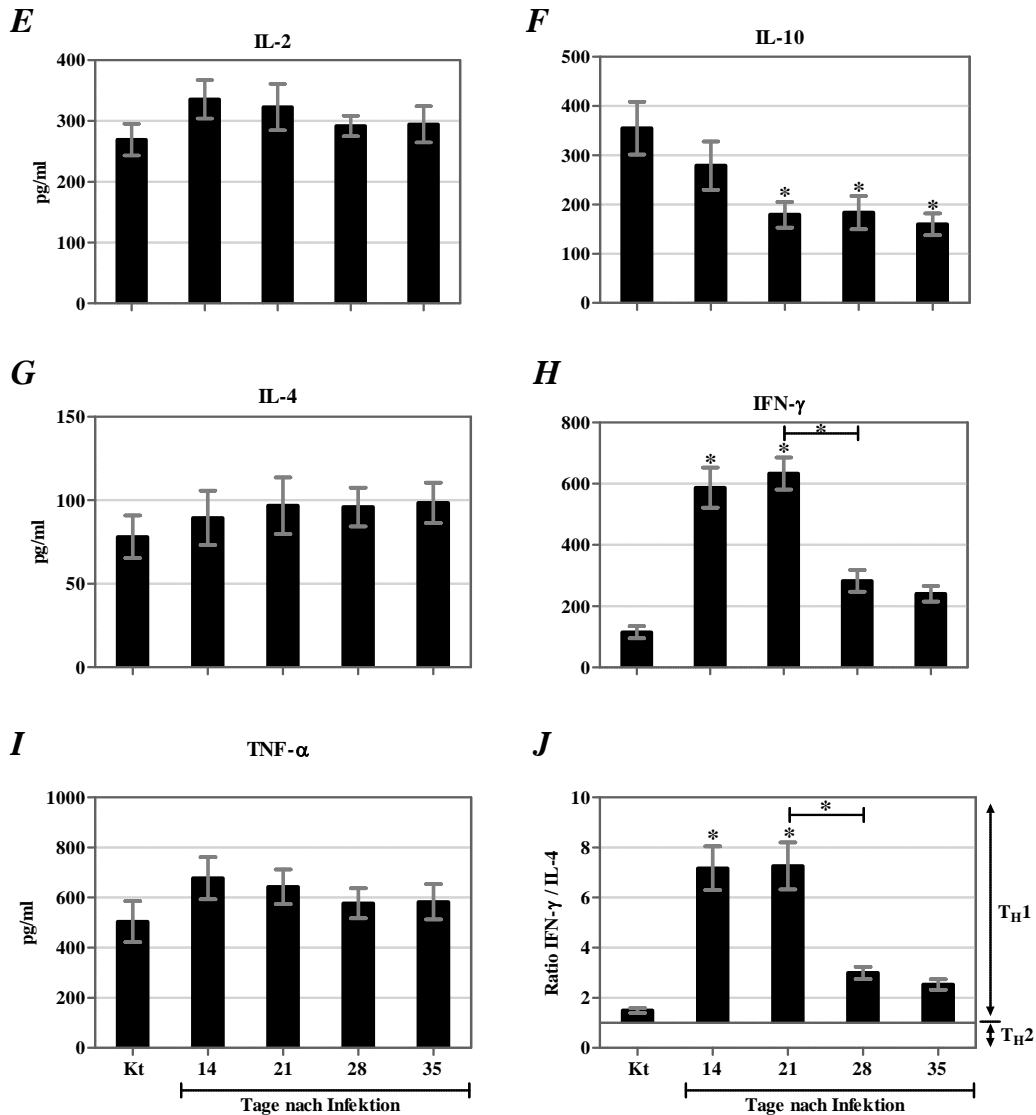 E
IL-2
400
300
200
100
0
pg/ml
F
IL-10
500
400
300
200
100
0
* * *
G
IL-4
150
100
50
0
pg/ml
H
IFN-γ
800
600
400
200
0
* * *
I
TNF-α
1000
800
600
400
200
0
pg/ml
Kt 14 21 28 35
Tage nach Infektion
J
10
8
6
4
2
0
Ratio IFN-γ / IL-4
* * *
TH1
TH2
Kt 14 21 28 35
Tage nach Infektion